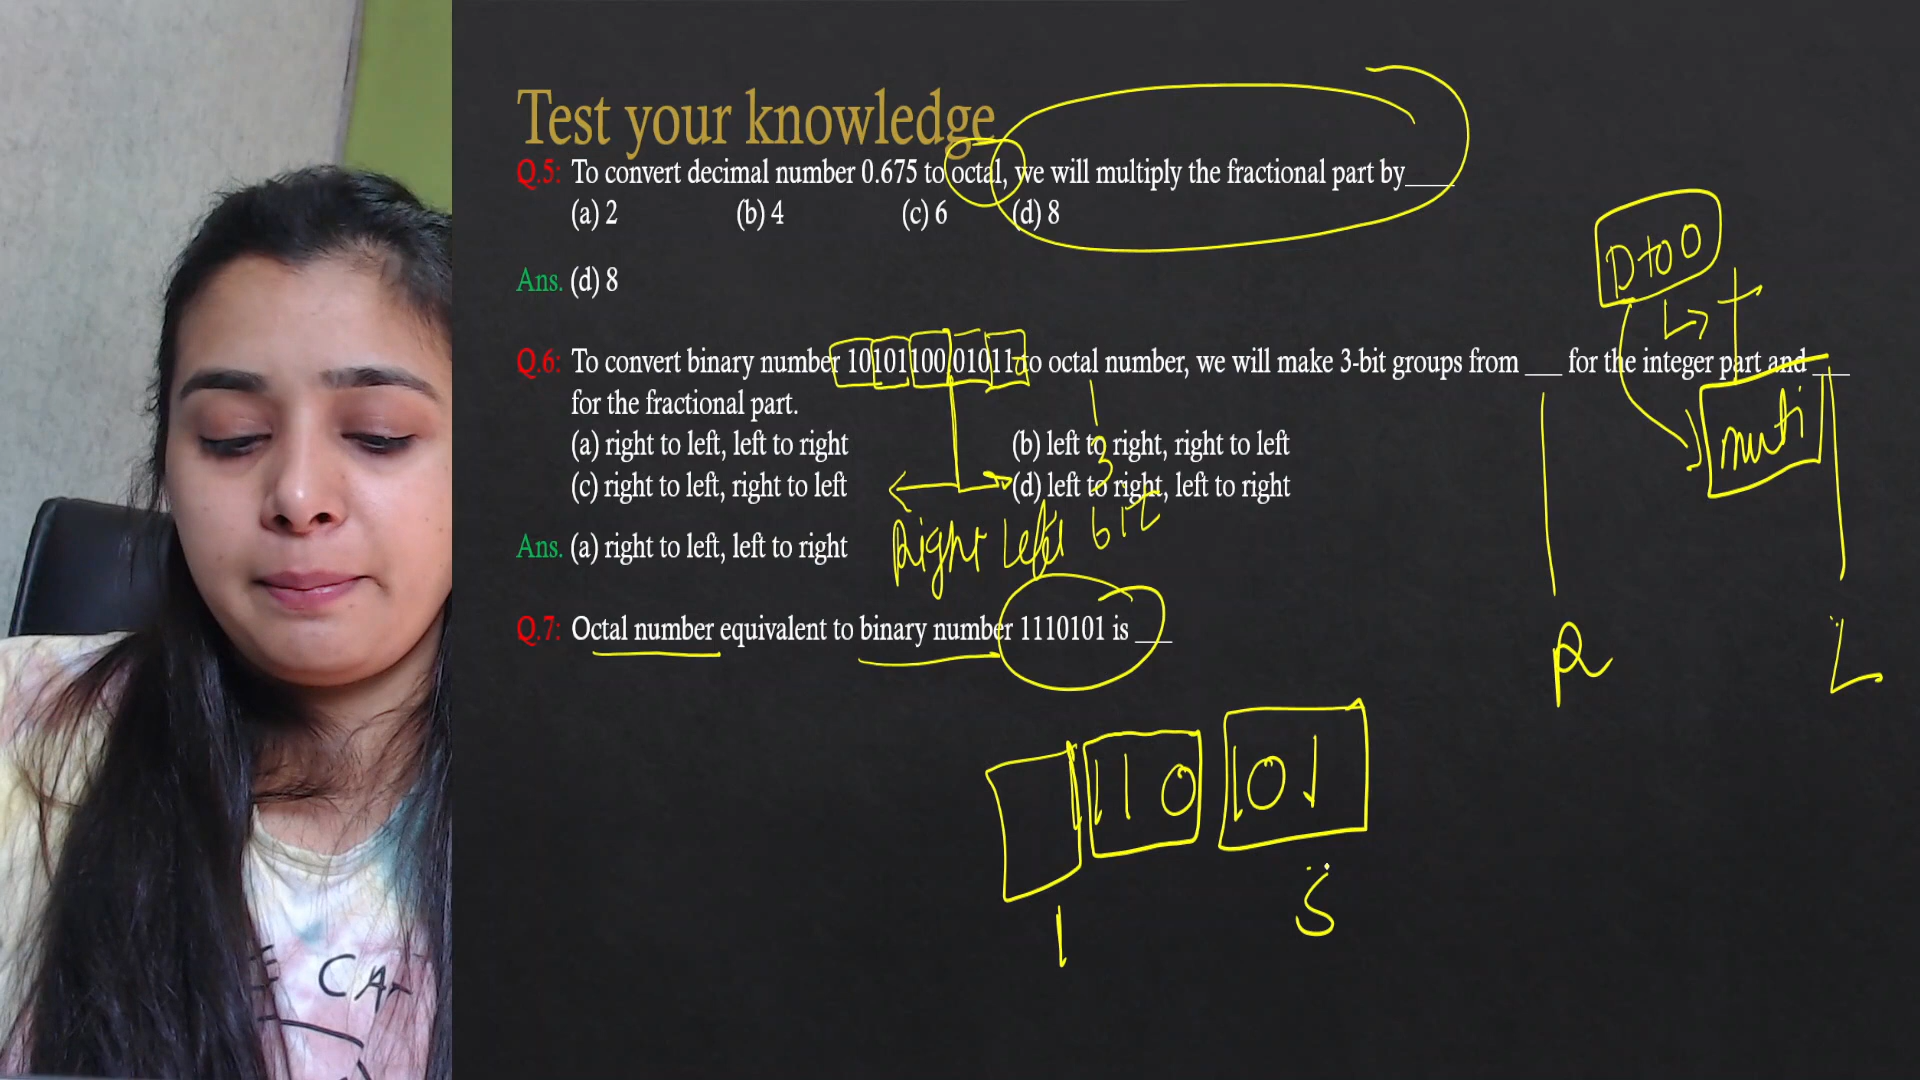 Test your knowledge
Q.5: To convert decimal number 0.675 to octal, we will multiply the fractional part by____
(a) 2 (b) 4 (c) 6 (d) 8
Ans. (d) 8
Q.6: To convert binary number 10101100.01011 to octal number, we will make 3-bit groups from ___ for the integer part and ___
for the fractional part.
(a) right to left, left to right (b) left to right, right to left
(c) right to left, right to left (d) left to right, left to right
Ans. (a) right to left, left to right
Q.7: Octal number equivalent to binary number 1110101 is ___
D to O
multi
3
bit
Right Left
R L
1 110 101
1 5
CAT